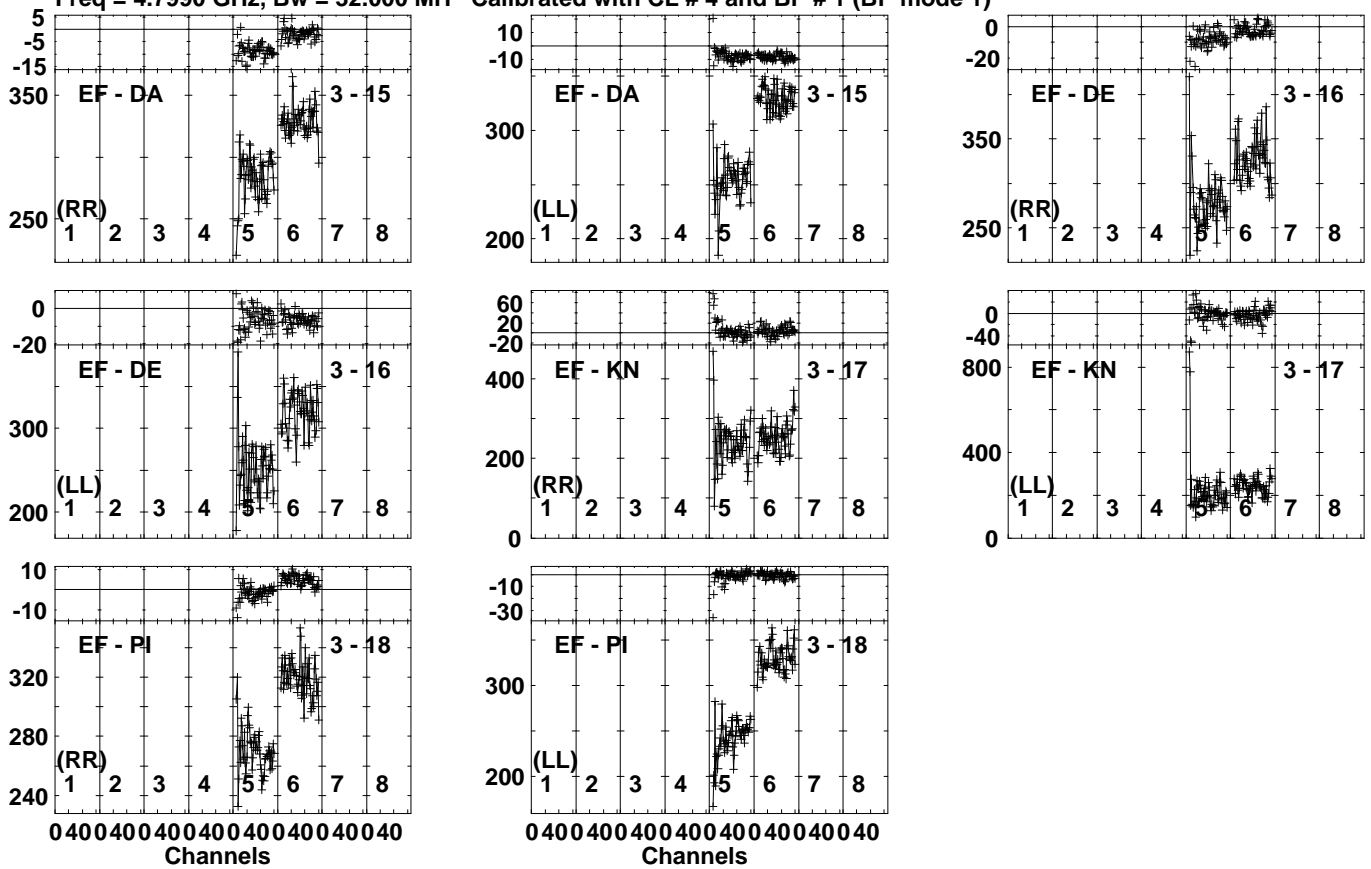 Freq = 4.7990 GHz, Bw = 32.000 MH Calibrated with CL # 4 and BP # 1 (BP mode 1)
5
-5
-15
EF - DA 3 - 15
350
250
(RR)
1 2 3 4 5 6 7 8
10
-10
EF - DA 3 - 15
300
200
(LL)
1 2 3 4 5 6 7 8
0
-20
EF - DE 3 - 16
350
250
(RR)
1 2 3 4 5 6 7 8
0
-20
EF - DE 3 - 16
300
200
(LL)
1 2 3 4 5 6 7 8
60
20
-20
EF - KN 3 - 17
400
200
0
(RR)
1 2 3 4 5 6 7 8
0
-40
EF - KN 3 - 17
800
400
0
(LL)
1 2 3 4 5 6 7 8
10
-10
EF - PI 3 - 18
320
280
240
(RR)
1 2 3 4 5 6 7 8
0 40 0 40 0 40 0 40 0 40 0 40 0 40 0 40
Channels
-10
-30
EF - PI 3 - 18
300
200
(LL)
1 2 3 4 5 6 7 8
0 40 0 40 0 40 0 40 0 40 0 40 0 40 0 40
Channels